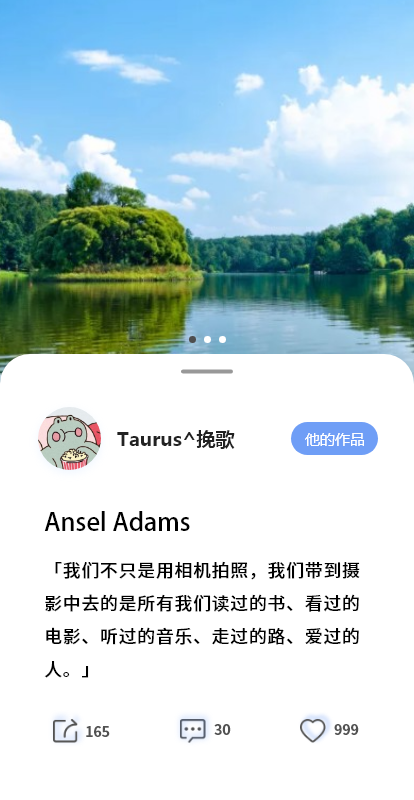 Taurus^挽歌
他的作品
Ansel Adams
「我们不只是用相机拍照，我们带到摄
影中去的是所有我们读过的书、看过的
电影、听过的音乐、走过的路、爱过的
人。」
165
30
999